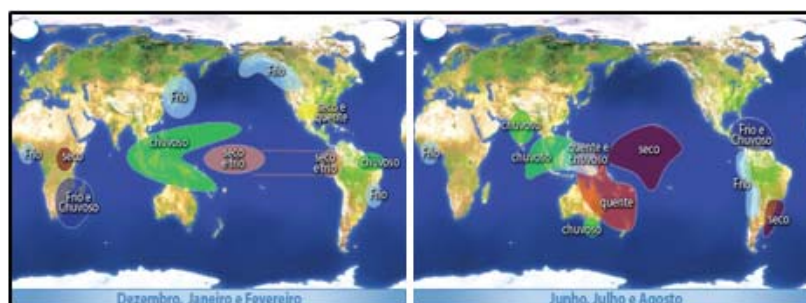 Frio
Frio
seco e
quente
chuvoso
Frio
seco
seco
e frio
seco
e frio
chuvoso
Frio e
Chuvoso
Frio
Dezembro, Janeiro e Fevereiro
chuvoso
Frio e
Chuvoso
Frio
chuvoso
quente e
chuvoso
seco
Frio
quente
seco
chuvoso
Junho, Julho e Agosto